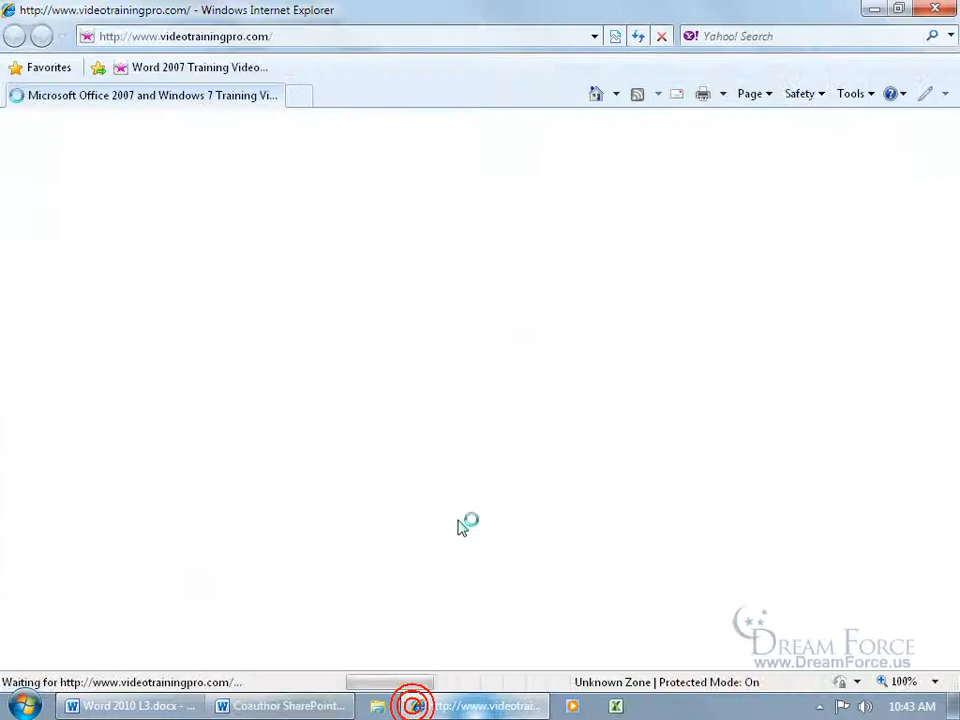 http://www.videotrainingpro.com/ - Windows Internet Explorer
http://www.videotrainingpro.com/
Yahoo! Search
Favorites
Word 2007 Training Video...
Microsoft Office 2007 and Windows 7 Training Vi...
Page
Safety
Tools
DREAM FORCE
www.DreamForce.us
Waiting for http://www.videotrainingpro.com/...
Unknown Zone | Protected Mode: On
100%
Word 2010 L3.docx - ...
Coauthor SharePoint...
http://www.videotrai...
10:43 AM